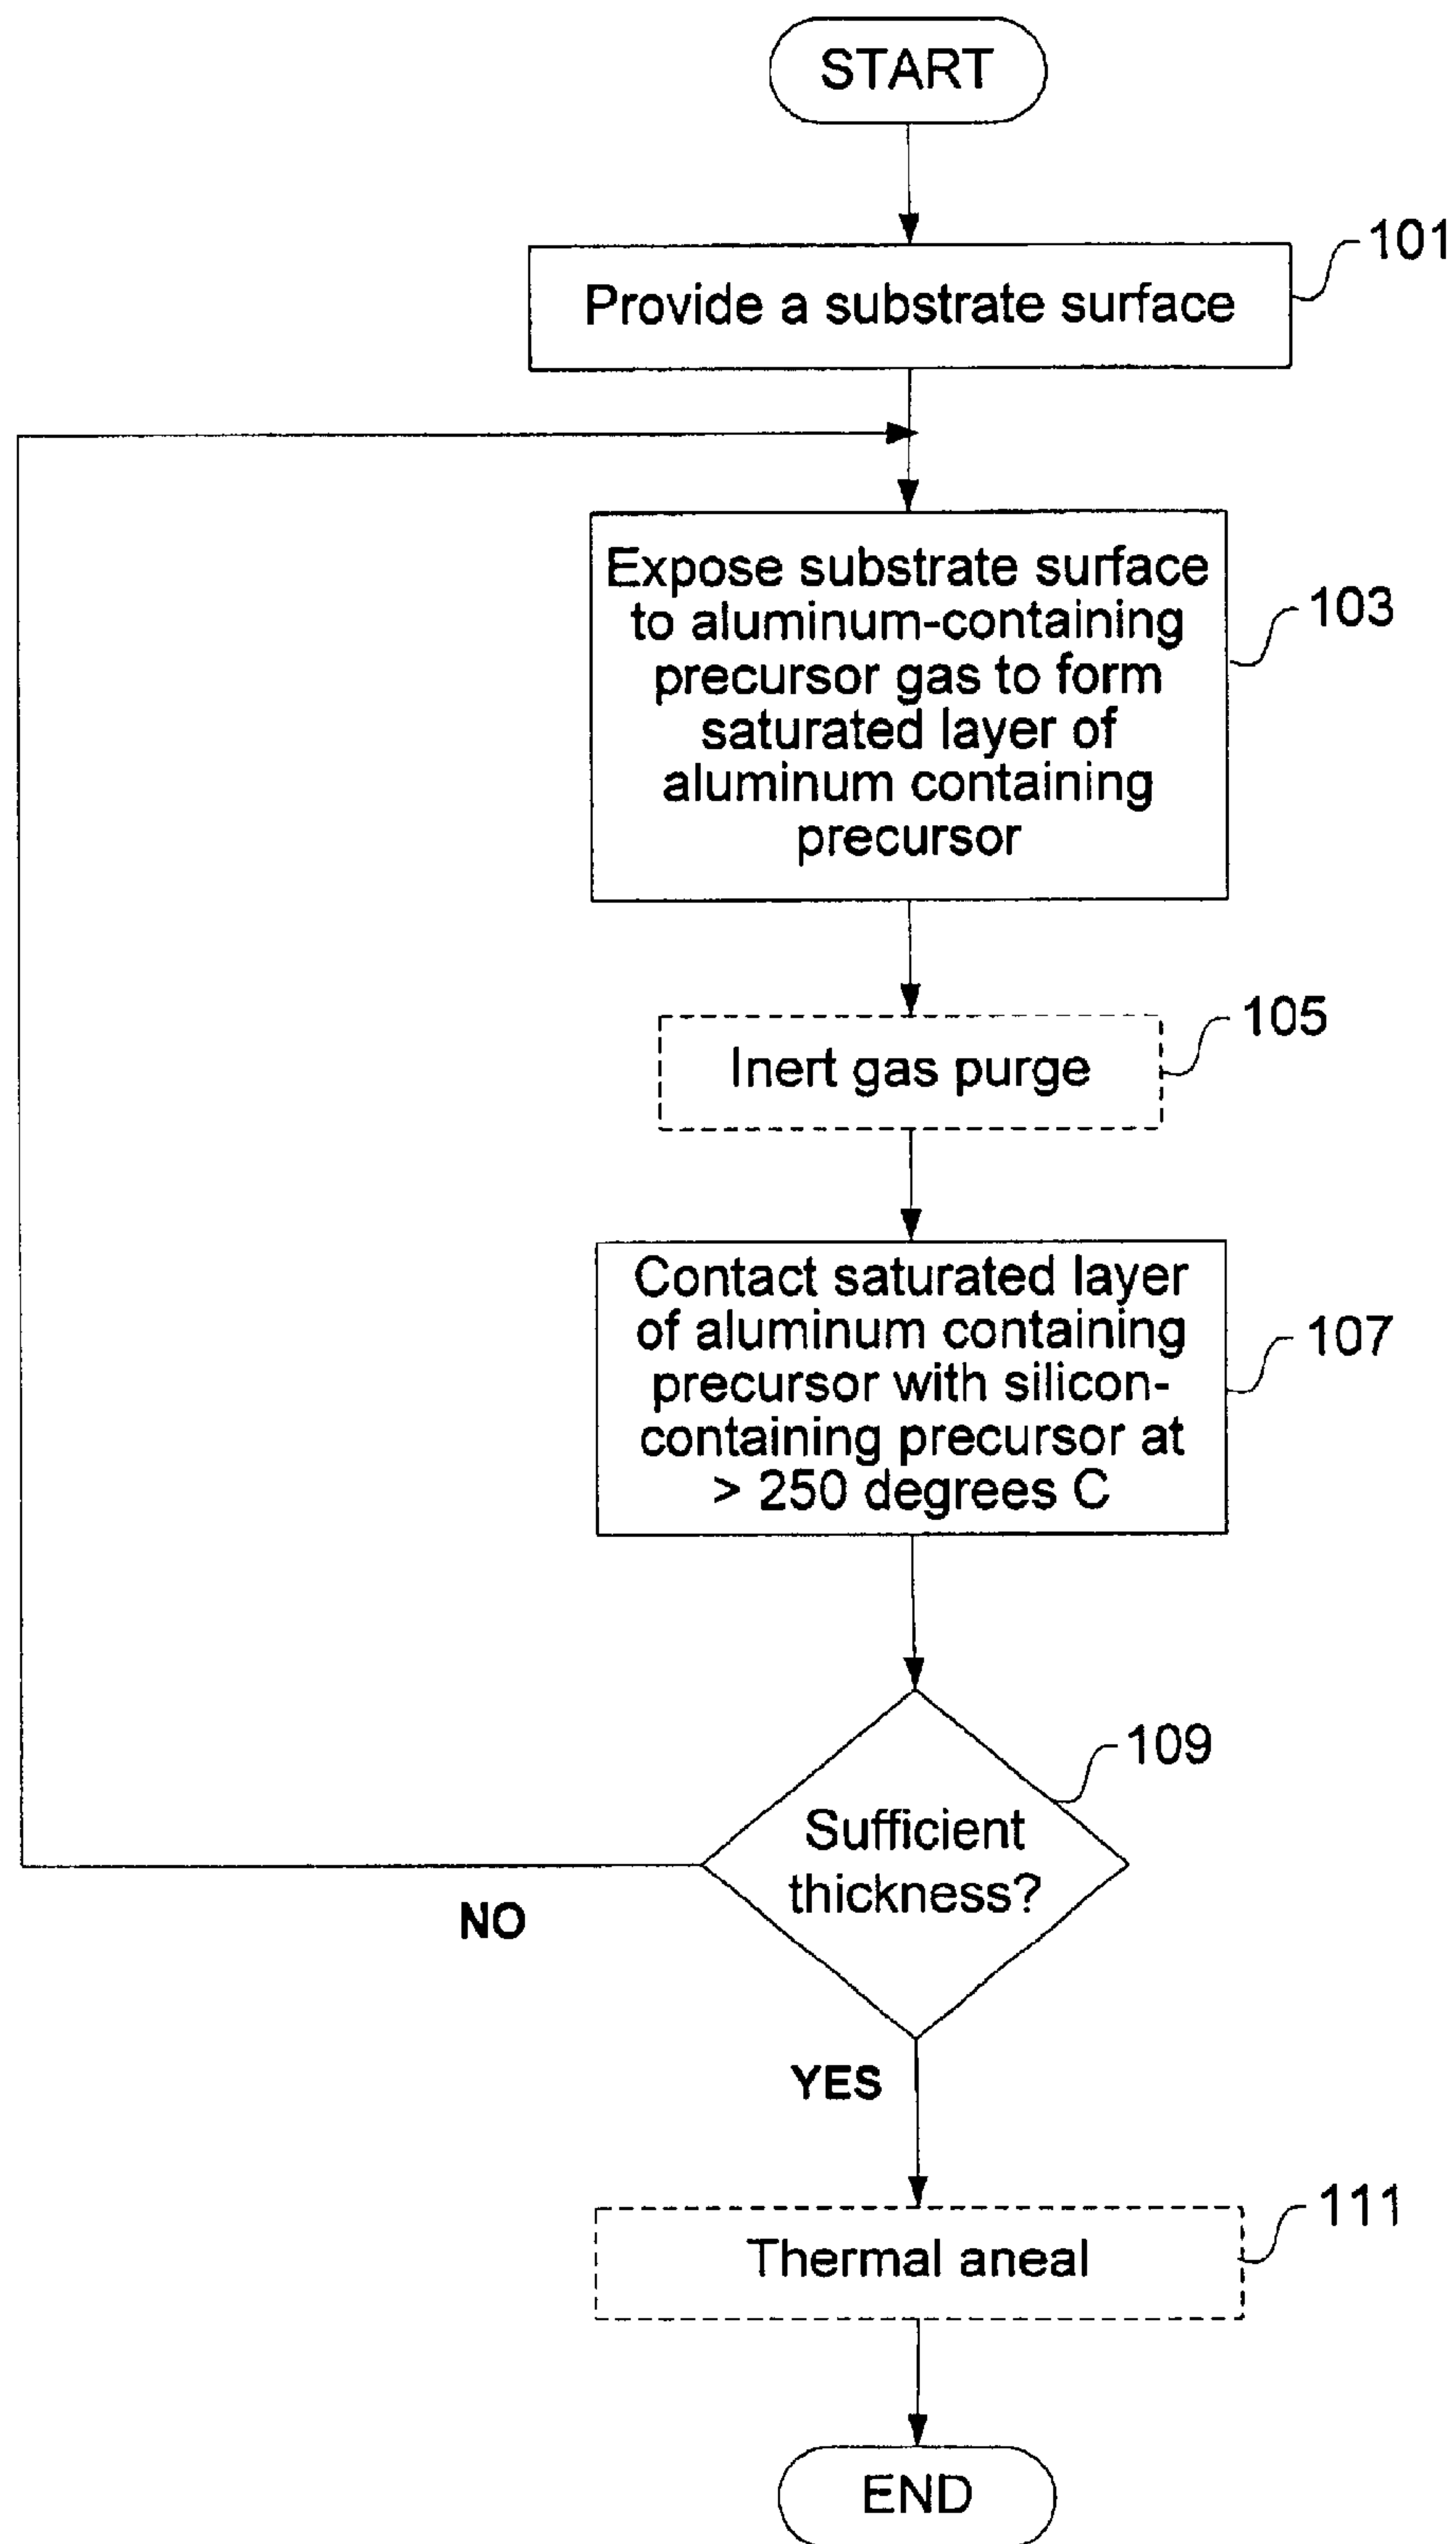 START
101
Provide a substrate surface
Expose substrate surface
to aluminum-containing
precursor gas to form
saturated layer of
aluminum containing
precursor
103
105
Inert gas purge
Contact saturated layer
of aluminum containing
precursor with silicon-
containing precursor at
> 250 degrees C
107
109
Sufficient
thickness?
NO
YES
111
Thermal aneal
END